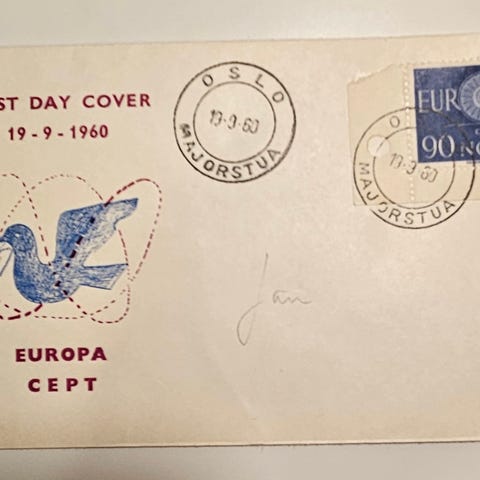 ST DAY COVER
19-9-1960
EUROPA
CEPT
OSLO
19-9-60
MAJORSTUA
Jan
EUR
90 NO
O
19-9-60
MAJORSTUA